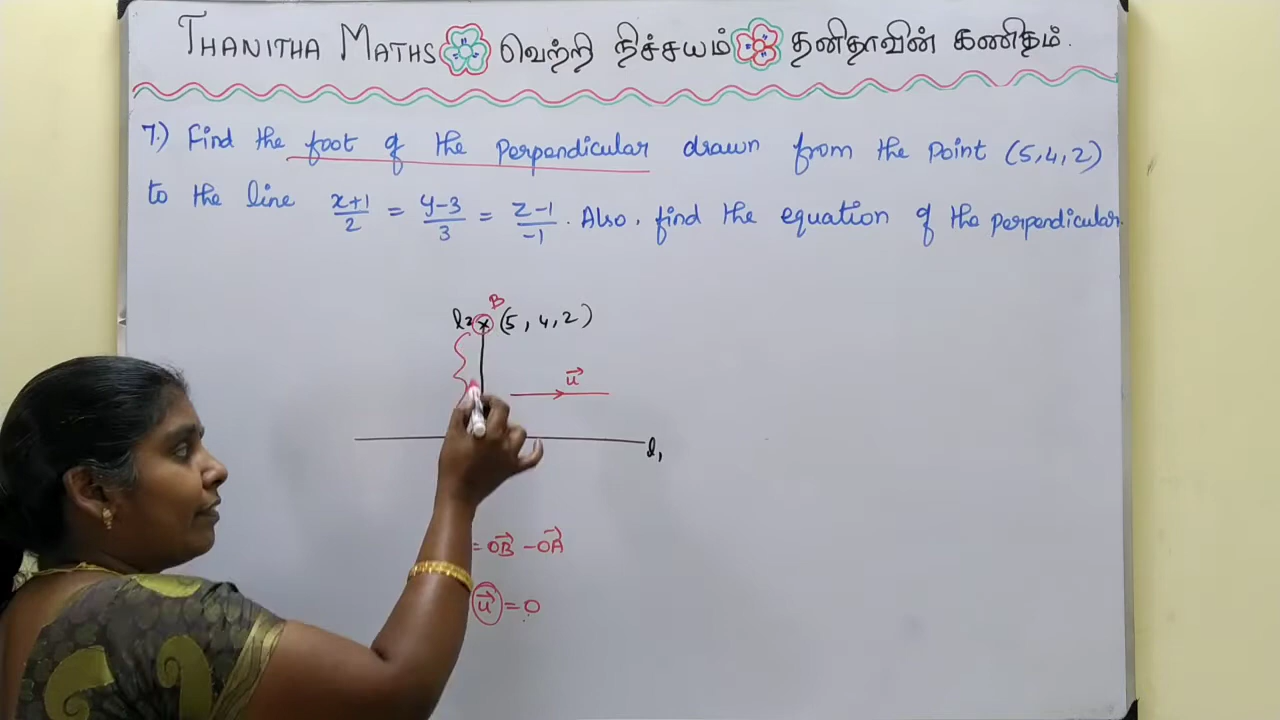 THANITHA MATHS வெற்றி நிச்சயம் தனிதாவின் கணிதம்.
7.) Find the foot of the perpendicular drawn from the point (5,4,2)
to the line x+1/2 = y-3/3 = z-1/-1. Also, find the equation of the perpendicular.
B
l2 (5, 4, 2)
u→
l1
= OB→ - OA→
u→ = 0